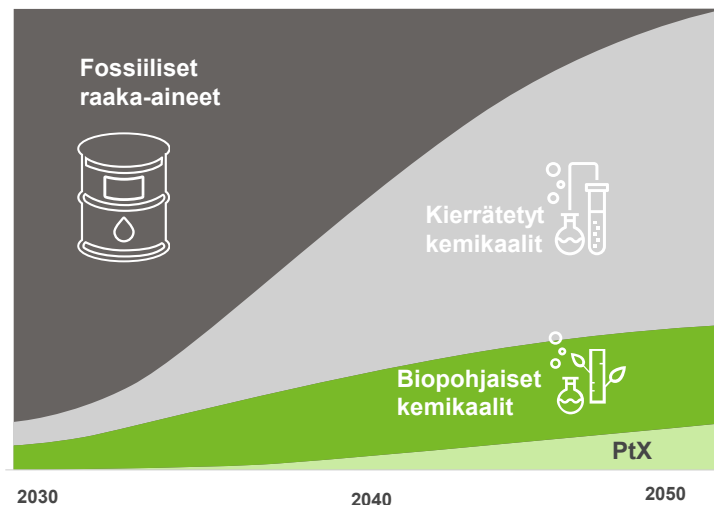 Fossiiliset
raaka-aineet
Kierrätetyt
kemikaalit
Biopohjaiset
kemikaalit
PtX
2030
2040
2050